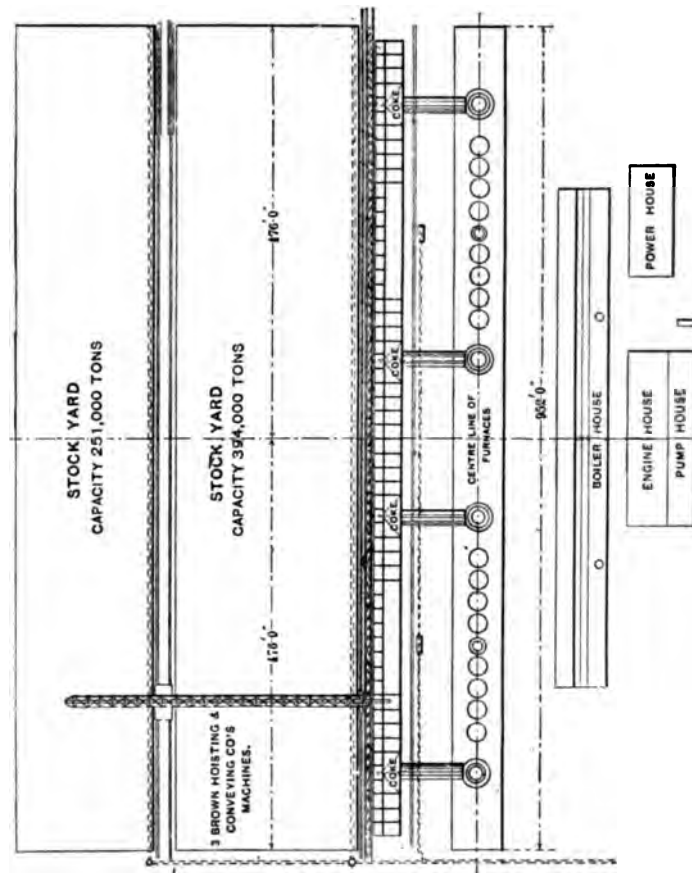 STOCK YARD
CAPACITY 251,000 TONS
STOCK YARD
CAPACITY 394,000 TONS
476'-0"
476'-0"
3 BROWN HOISTING &
CONVEYING CO'S
MACHINES.
COKE
COKE
COKE
COKE
CENTRE LINE OF
FURNACES
952'-0"
BOILER HOUSE
POWER HOUSE
ENGINE HOUSE
PUMP HOUSE